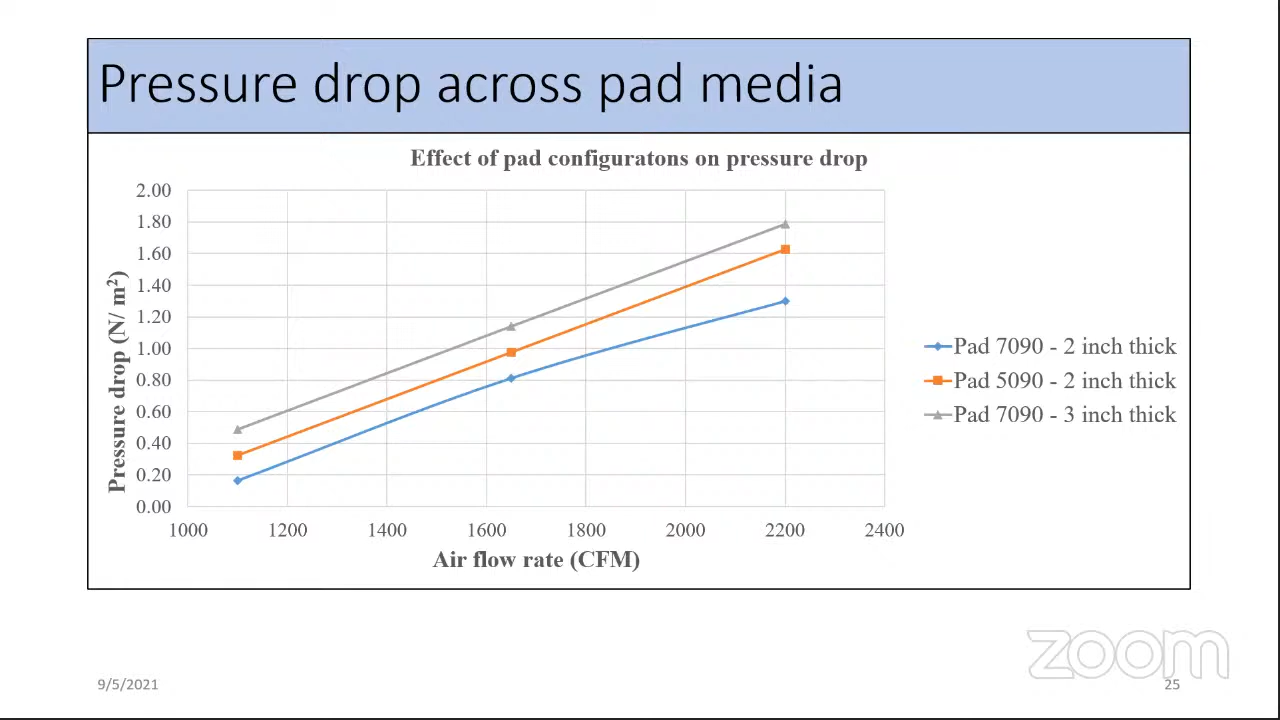 Pressure drop across pad media
Effect of pad configuratons on pressure drop
2.00
1.80
1.60
1.40
1.20
1.00
0.80
0.60
0.40
0.20
0.00
Pressure drop (N/ m²)
1000 1200 1400 1600 1800 2000 2200 2400
Air flow rate (CFM)
Pad 7090 - 2 inch thick
Pad 5090 - 2 inch thick
Pad 7090 - 3 inch thick
zoom
9/5/2021
25